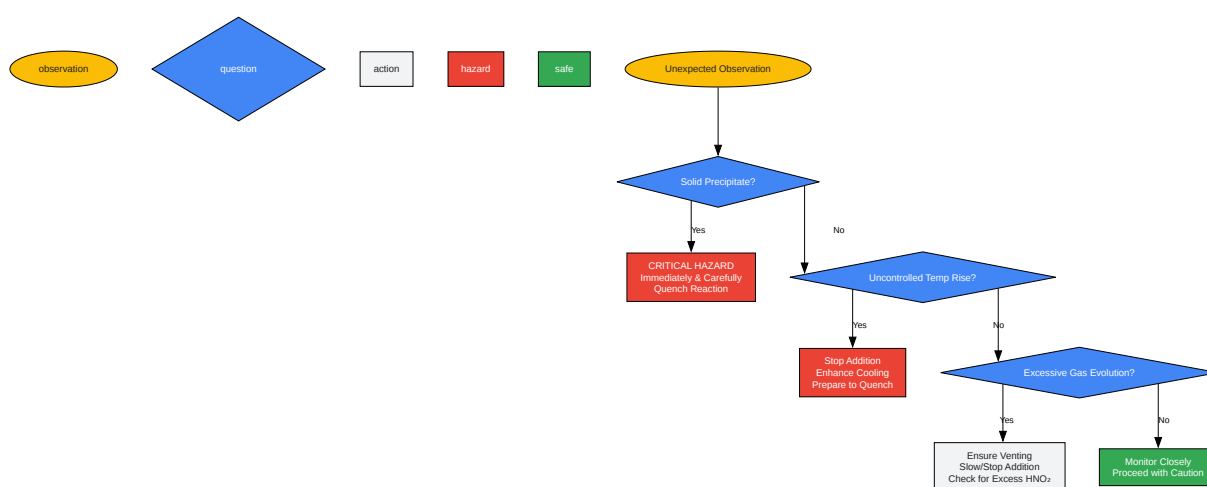 observation
question
action
hazard
safe
Unexpected Observation
Solid Precipitate?
Yes
No
CRITICAL HAZARD
Immediately & Carefully
Quench Reaction
Uncontrolled Temp Rise?
Yes
No
Stop Addition
Enhance Cooling
Prepare to Quench
Excessive Gas Evolution?
Yes
No
Ensure Venting
Slow/Stop Addition
Check for Excess HNO₂
Monitor Closely
Proceed with Caution